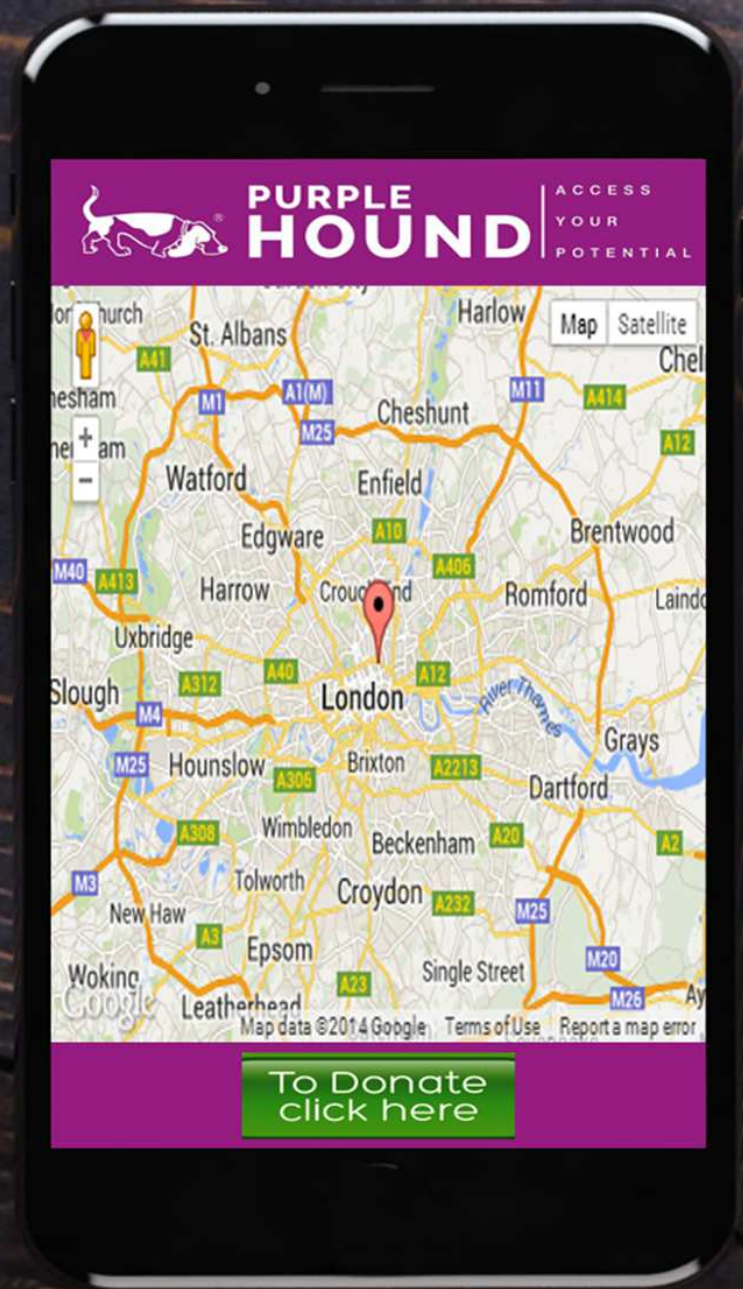 PURPLE
HOUND
®
ACCESS
YOUR
POTENTIAL
Harlow
Map
Satellite
St. Albans
A41
Chel
M1
A1(M)
M11
A414
M25
Cheshunt
A12
+
-
Watford
Enfield
Edgware
A10
Brentwood
M40
A413
A406
Harrow
Romford
Uxbridge
A312
A40
A12
Slough
London
River Thames
M4
Grays
M25
Hounslow
A306
Brixton
A2213
Dartford
A308
Wimbledon
Beckenham
A20
A2
M3
Tolworth
Croydon
A232
M25
New Haw
A3
Epsom
M20
Woking
A23
Single Street
M26
Google
Leatherhead
Map data ©2014 Google
Terms of Use
Report a map error
To Donate
click here